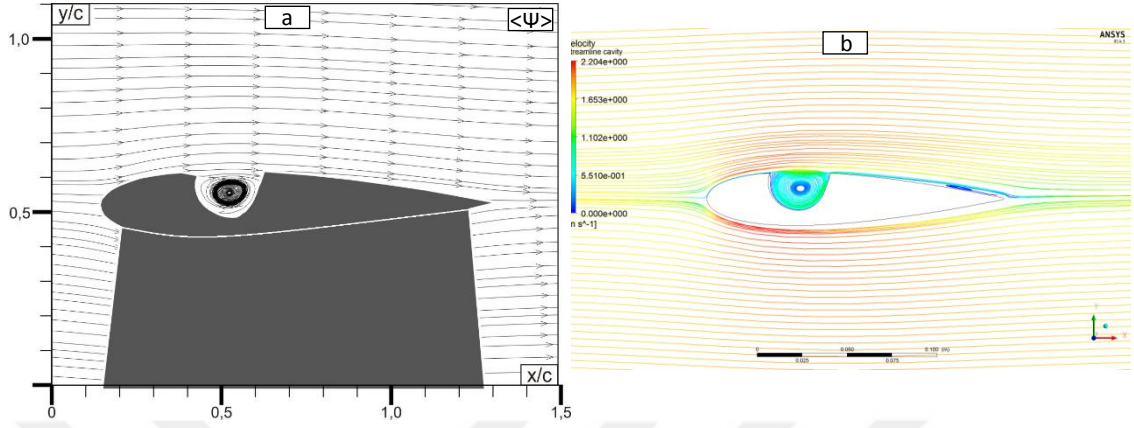 y/c
a
<Ψ>
1,0
0,5
0
x/c
0
0,5
1,0
1,5
b
ANSYS
elocity
treamline cavity
2.204e+000
1.653e+000
1.102e+000
5.510e-001
0.000e+000
n s^-1]
0
0.050
0.100 (m)
0.025
0.075